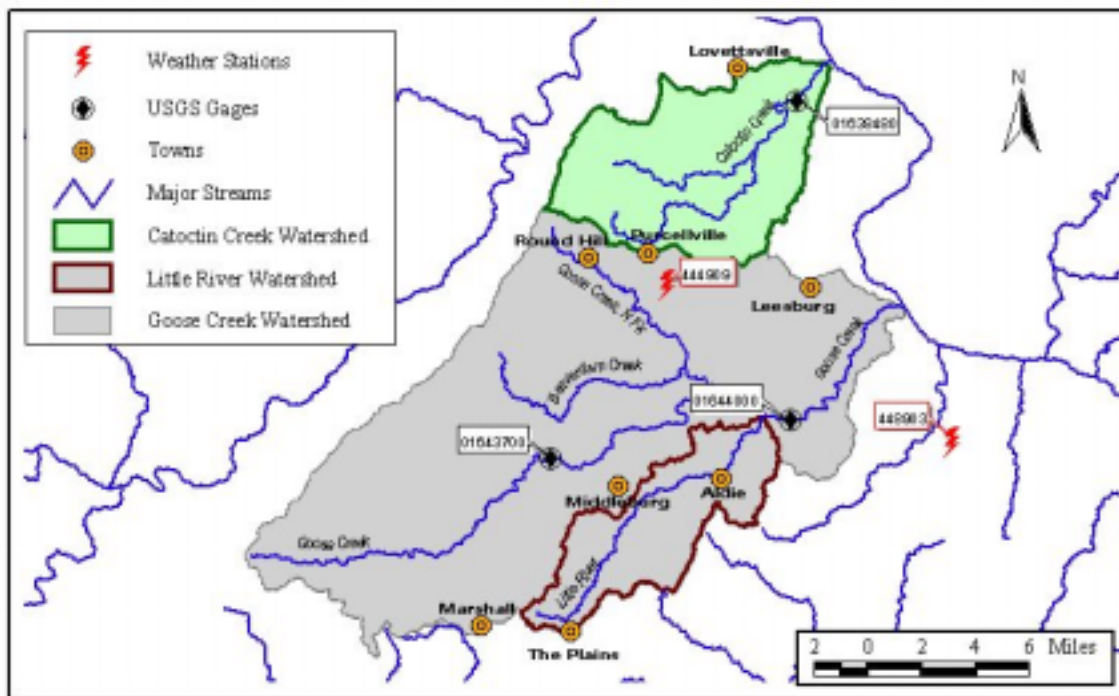 Weather Stations
USGS Gages
Towns
Major Streams
Catoctin Creek Watershed
Little River Watershed
Goose Creek Watershed
Lovettsville
N
Catoctin Creek
01638480
Round Hill
Purcellville
444909
Goose Creek, N Fk
Leesburg
Goose Creek
Beaverdam Creek
01644000
448903
01643700
Middleburg
Aldie
Goose Creek
Little River
Marshall
The Plains
2 0 2 4 6 Miles